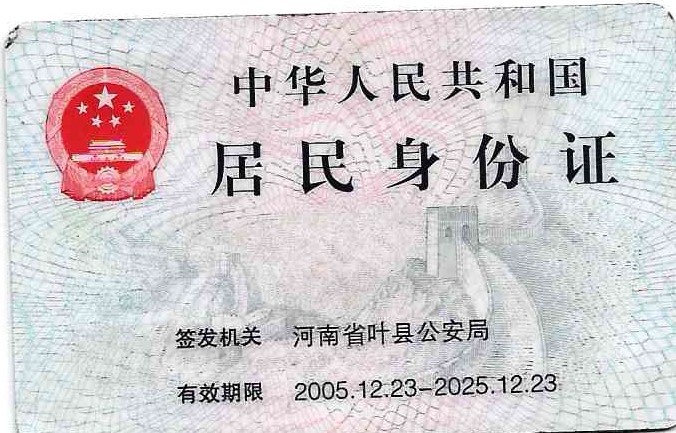 中华人民共和国
居民身份证
签发机关 河南省叶县公安局
有效期限 2005.12.23-2025.12.23